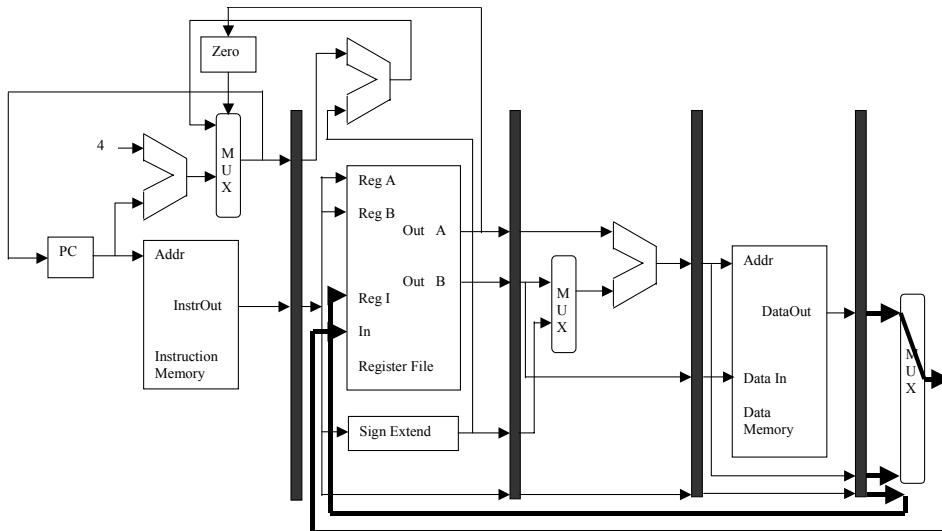 Zero
4
M
U
X
PC
Addr
InstrOut
Instruction
Memory
Reg A
Reg B
Out A
Out B
Reg I
In
Register File
Sign Extend
M
U
X
Addr
DataOut
Data In
Data
Memory
M
U
X